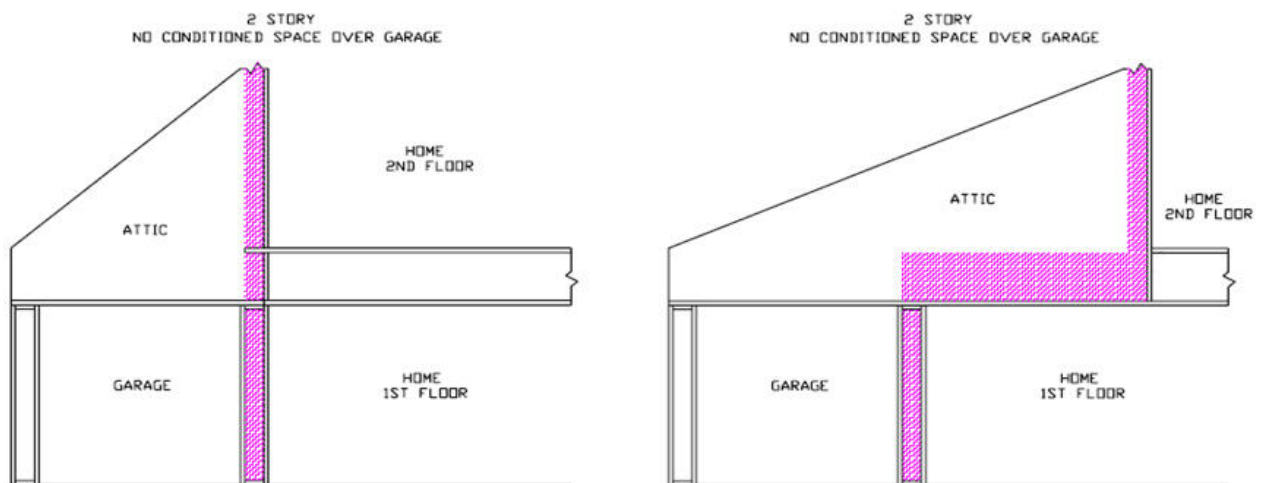 2 STORY
NO CONDITIONED SPACE OVER GARAGE
HOME
2ND FLOOR
ATTIC
GARAGE
HOME
1ST FLOOR
2 STORY
NO CONDITIONED SPACE OVER GARAGE
ATTIC
HOME
2ND FLOOR
GARAGE
HOME
1ST FLOOR